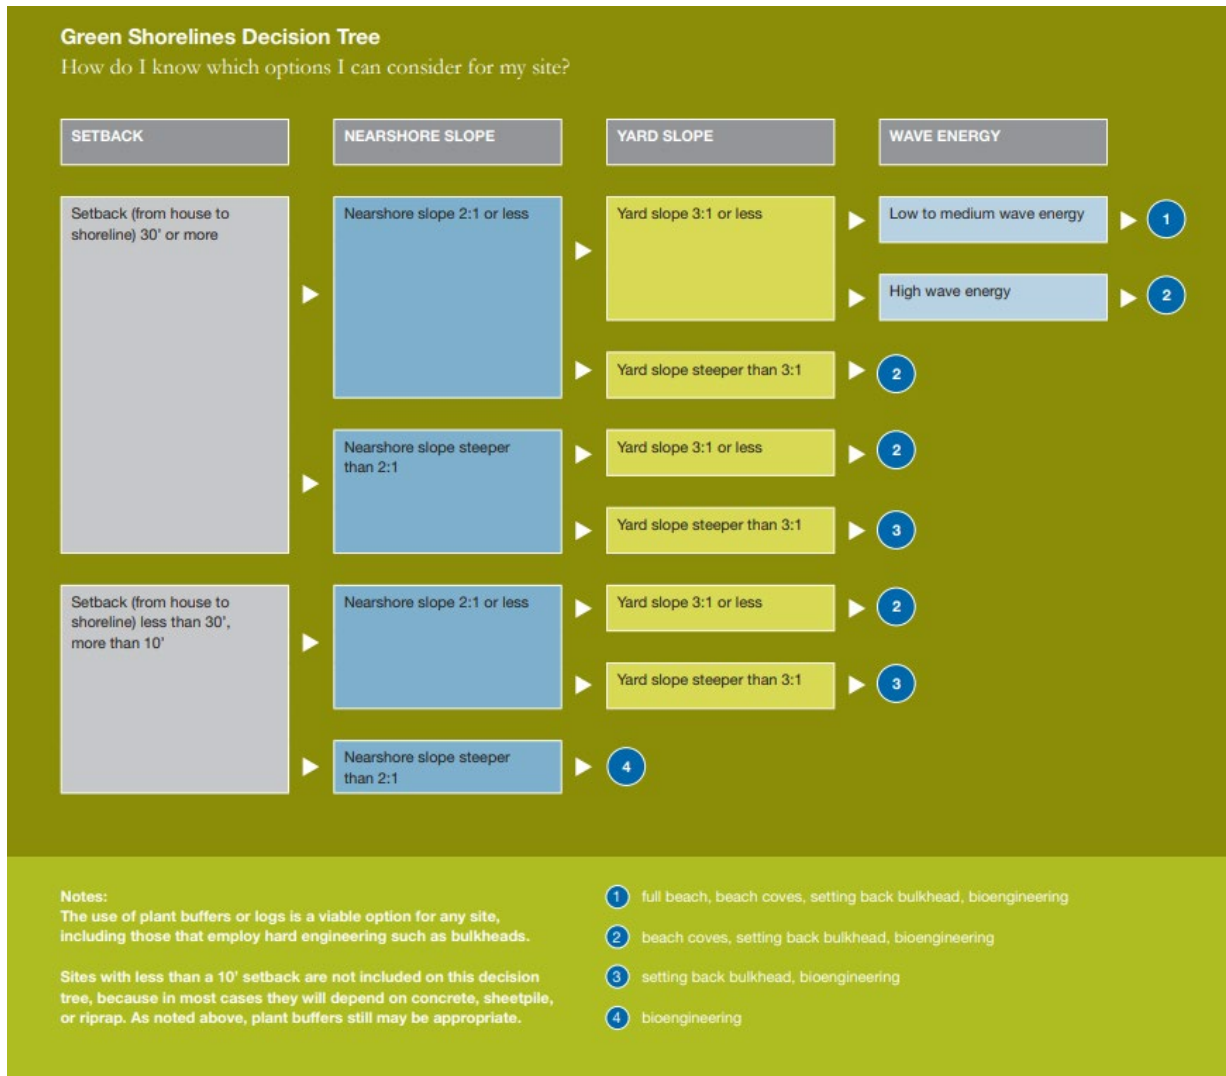 Green Shorelines Decision Tree
How do I know which options I can consider for my site?
SETBACK
NEARSHORE SLOPE
YARD SLOPE
WAVE ENERGY
Setback (from house to
shoreline) 30’ or more
Nearshore slope 2:1 or less
Yard slope 3:1 or less
Low to medium wave energy
1
High wave energy
2
Yard slope steeper than 3:1
2
Nearshore slope steeper
than 2:1
Yard slope 3:1 or less
2
Yard slope steeper than 3:1
3
Setback (from house to
shoreline) less than 30’,
more than 10’
Nearshore slope 2:1 or less
Yard slope 3:1 or less
2
Yard slope steeper than 3:1
3
Nearshore slope steeper
than 2:1
4
Notes:
The use of plant buffers or logs is a viable option for any site,
including those that employ hard engineering such as bulkheads.
Sites with less than a 10’ setback are not included on this decision
tree, because in most cases they will depend on concrete, sheetpile,
or riprap. As noted above, plant buffers still may be appropriate.
1 full beach, beach coves, setting back bulkhead, bioengineering
2 beach coves, setting back bulkhead, bioengineering
3 setting back bulkhead, bioengineering
4 bioengineering